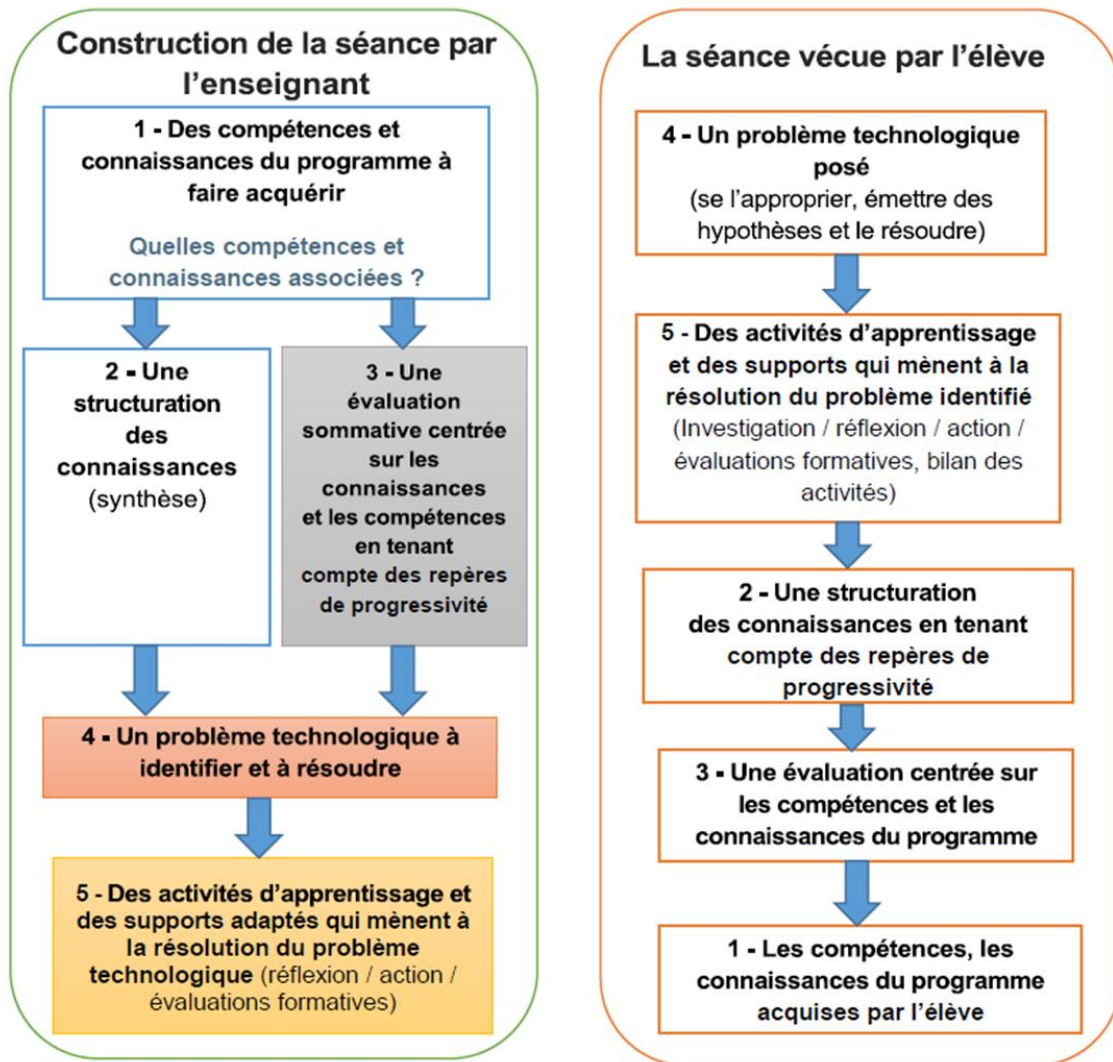 Construction de la séance par
l’enseignant
1 - Des compétences et
connaissances du programme à
faire acquérir
Quelles compétences et
connaissances associées ?
2 - Une
structuration
des
connaissances
(synthèse)
3 - Une
évaluation
sommative centrée
sur les
connaissances
et les compétences
en tenant
compte des repères
de progressivité
4 - Un problème technologique à
identifier et à résoudre
5 - Des activités d’apprentissage et
des supports adaptés qui mènent à
la résolution du problème
technologique (réflexion / action /
évaluations formatives)
La séance vécue par l’élève
4 - Un problème technologique
posé
(se l’approprier, émettre des
hypothèses et le résoudre)
5 - Des activités d’apprentissage
et des supports qui mènent à la
résolution du problème identifié
(Investigation / réflexion / action /
évaluations formatives, bilan des
activités)
2 - Une structuration
des connaissances en tenant
compte des repères de
progressivité
3 - Une évaluation centrée sur
les compétences et les
connaissances du programme
1 - Les compétences, les
connaissances du programme
acquises par l’élève